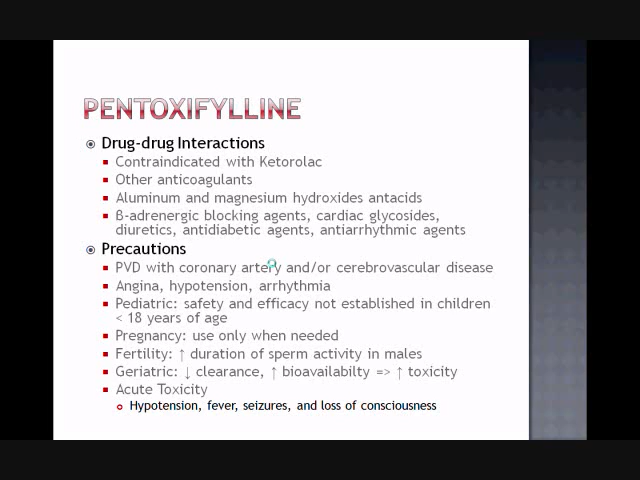 PENTOXIFYLLINE
Drug-drug Interactions
Contraindicated with Ketorolac
Other anticoagulants
Aluminum and magnesium hydroxides antacids
β-adrenergic blocking agents, cardiac glycosides,
diuretics, antidiabetic agents, antiarrhythmic agents
Precautions
PVD with coronary artery and/or cerebrovascular disease
Angina, hypotension, arrhythmia
Pediatric: safety and efficacy not established in children
< 18 years of age
Pregnancy: use only when needed
Fertility: ↑ duration of sperm activity in males
Geriatric: ↓ clearance, ↑ bioavailabilty => ↑ toxicity
Acute Toxicity
Hypotension, fever, seizures, and loss of consciousness